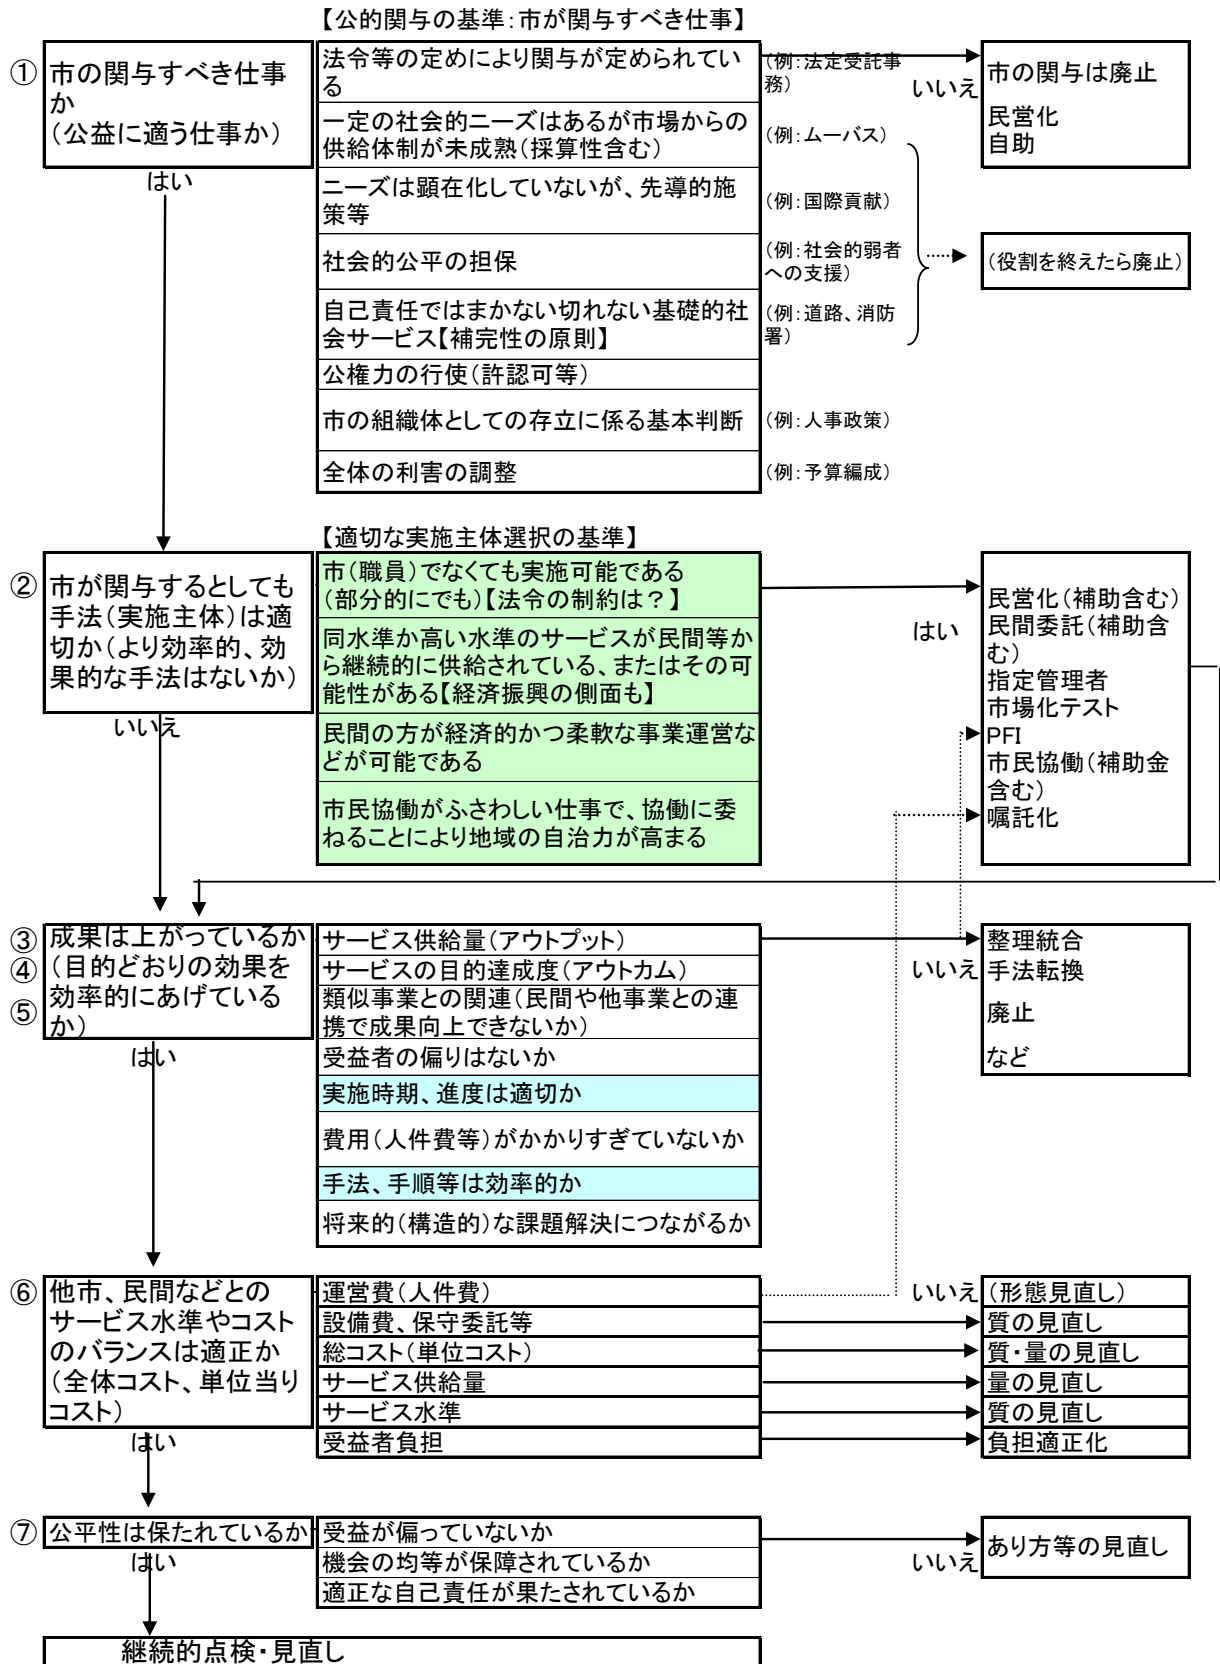 【公的関与の基準：市が関与すべき仕事】
① 市の関与すべき仕事
か
（公益に適う仕事か）
はい
法令等の定めにより関与が定められてい
る
（例：法定受託事
務）
いいえ
市の関与は廃止
民営化
自助
一定の社会的ニーズはあるが市場からの
供給体制が未成熟（採算性含む）
（例：ムーバス）
ニーズは顕在化していないが、先導的施
策等
（例：国際貢献）
社会的公平の担保
（例：社会的弱者
への支援）
（役割を終えたら廃止）
自己責任ではまかない切れない基礎的社
会サービス【補完性の原則】
（例：道路、消防
署）
公権力の行使（許認可等）
市の組織体としての存立に係る基本判断
（例：人事政策）
全体の利害の調整
（例：予算編成）
【適切な実施主体選択の基準】
② 市が関与するとしても
手法（実施主体）は適
切か（より効率的、効
果的な手法はないか）
いいえ
市（職員）でなくても実施可能である
（部分的にでも）【法令の制約は？】
同水準か高い水準のサービスが民間等か
ら継続的に供給されている、またはその可
能性がある【経済振興の側面も】
民間の方が経済的かつ柔軟な事業運営な
どが可能である
市民協働がふさわしい仕事で、協働に委
ねることにより地域の自治力が高まる
はい
民営化（補助含む）
民間委託（補助含
む）
指定管理者
市場化テスト
PFI
市民協働（補助金
含む）
嘱託化
③
④
⑤
成果は上がっているか
（目的どおりの効果を
効率的にあげている
か）
はい
サービス供給量（アウトプット）
サービスの目的達成度（アウトカム）
類似事業との関連（民間や他事業との連
携で成果向上できないか）
受益者の偏りはないか
実施時期、進度は適切か
費用（人件費等）がかかりすぎていないか
手法、手順等は効率的か
将来的（構造的）な課題解決につながるか
いいえ
整理統合
手法転換
廃止
など
⑥ 他市、民間などとの
サービス水準やコスト
のバランスは適正か
（全体コスト、単位当り
コスト）
はい
運営費（人件費）
いいえ
（形態見直し）
設備費、保守委託等
質の見直し
総コスト（単位コスト）
質・量の見直し
サービス供給量
量の見直し
サービス水準
質の見直し
受益者負担
負担適正化
⑦ 公平性は保たれているか
はい
受益が偏っていないか
機会の均等が保障されているか
適正な自己責任が果たされているか
いいえ
あり方等の見直し
継続的点検・見直し